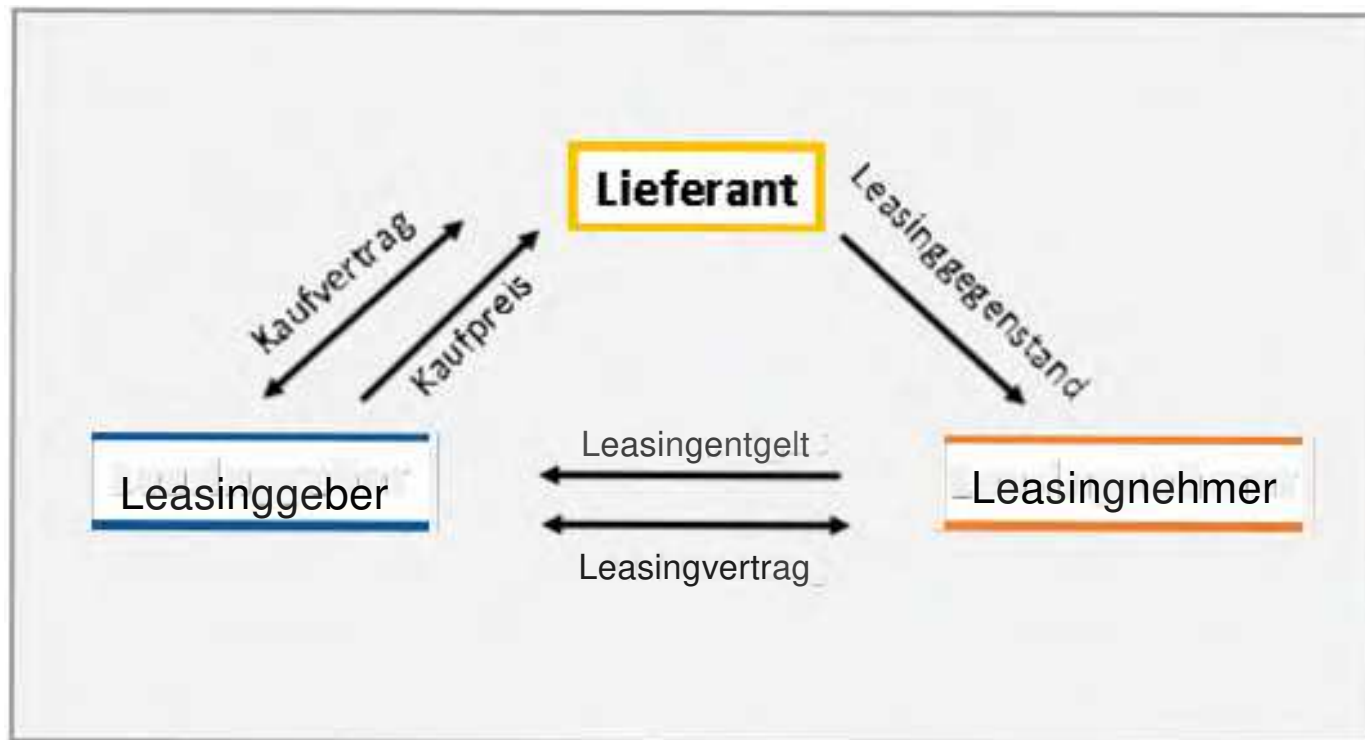 Lieferant
Kaufvertrag
Kaufpreis
Leasinggegenstand
Leasinggeber
Leasingentgelt
Leasingvertrag
Leasingnehmer